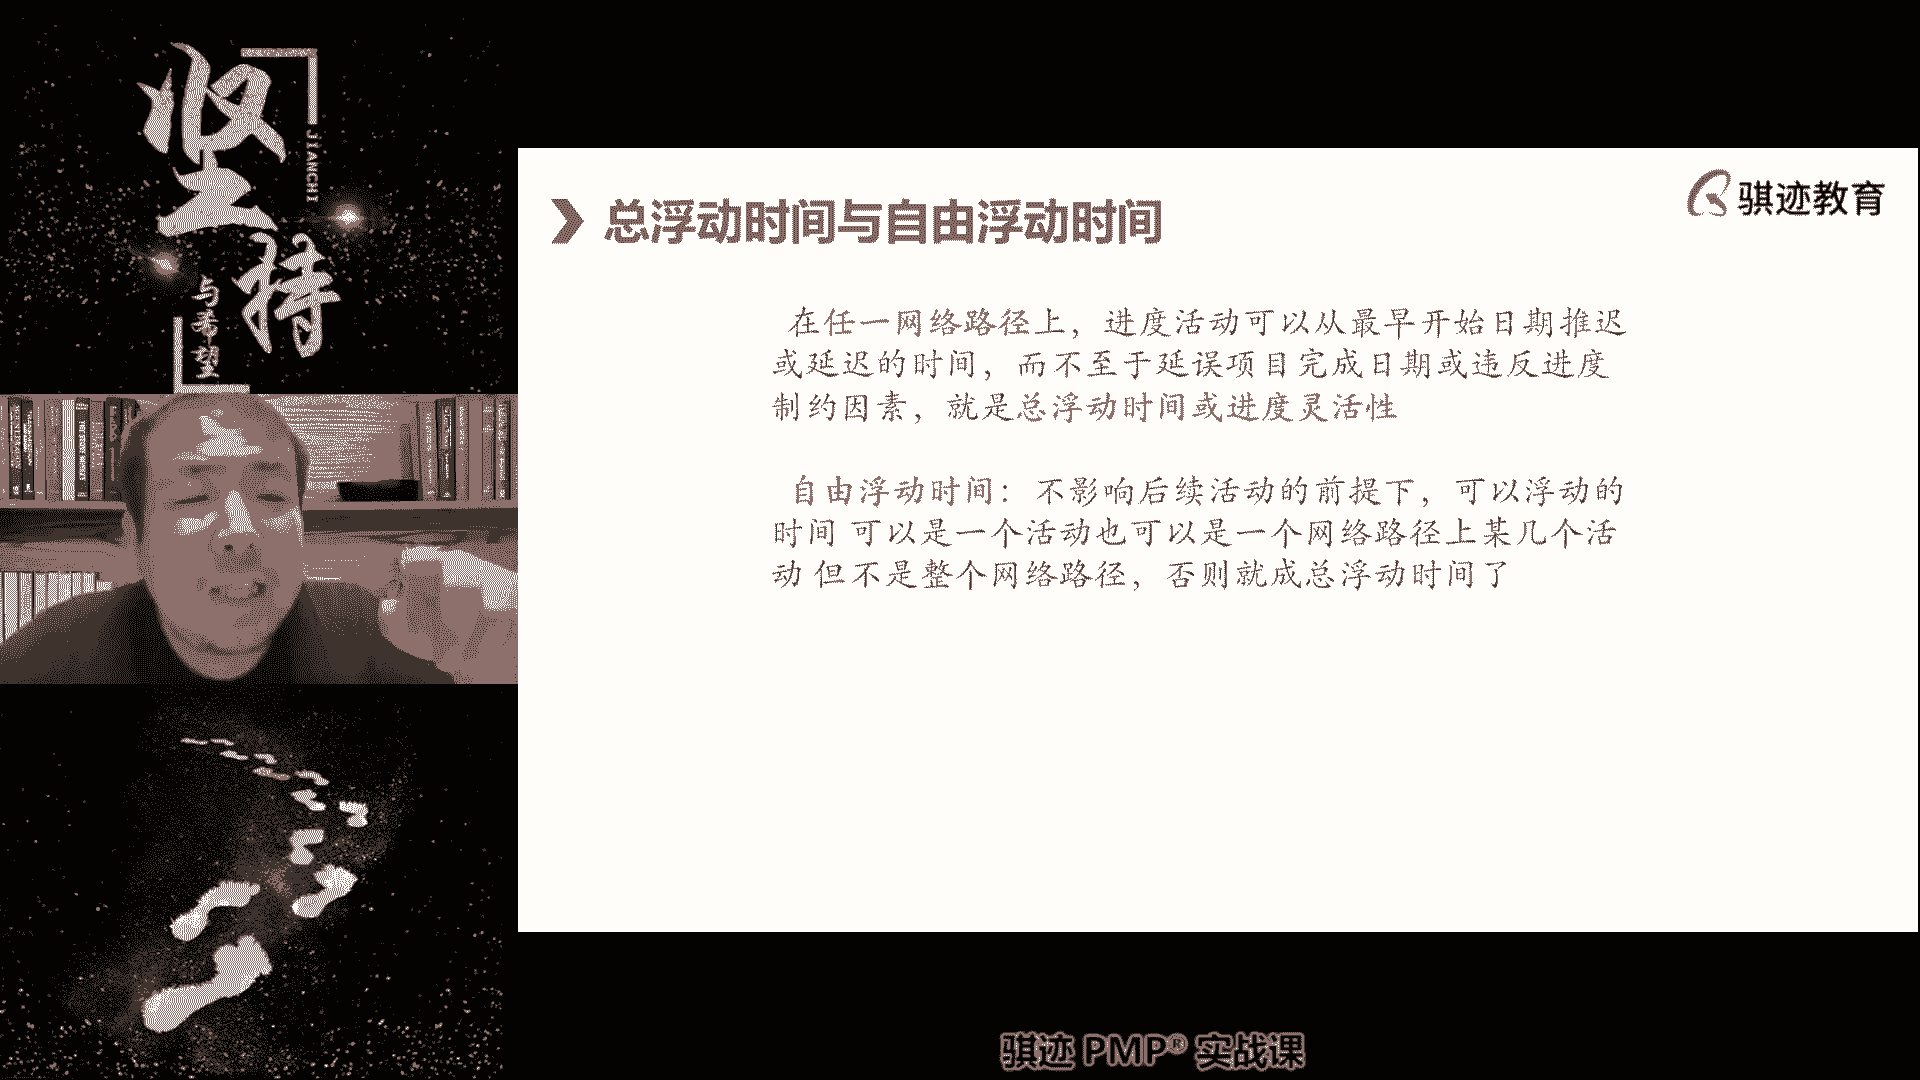 坚持
JIANCHI
与希望
骐迹教育
总浮动时间与自由浮动时间
在任一网络路径上，进度活动可以从最早开始日期推迟
或延迟的时间，而不至于延误项目完成日期或违反进度
制约因素，就是总浮动时间或进度灵活性
自由浮动时间：不影响后续活动的前提下，可以浮动的
时间 可以是一个活动也可以是一个网络路径上某几个活
动 但不是整个网络路径，否则就成总浮动时间了
骐迹 PMP® 实战课